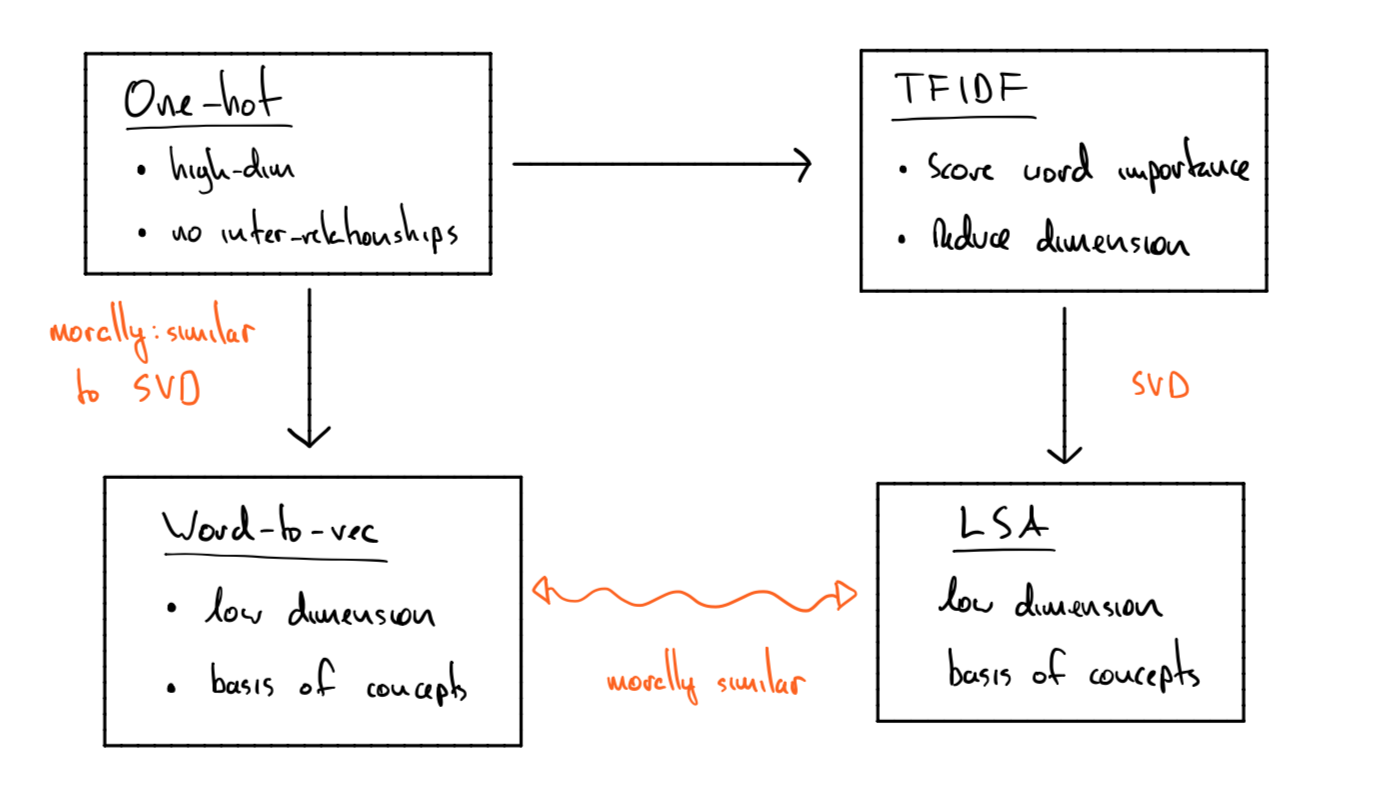 One-hot
• high-dim
• no inter-relationships
TFIDF
• Score word importance
• Reduce dimension
morally: similar
to SVD
SVD
Word-to-vec
• low dimension
• basis of concepts
LSA
low dimension
basis of concepts
morally similar